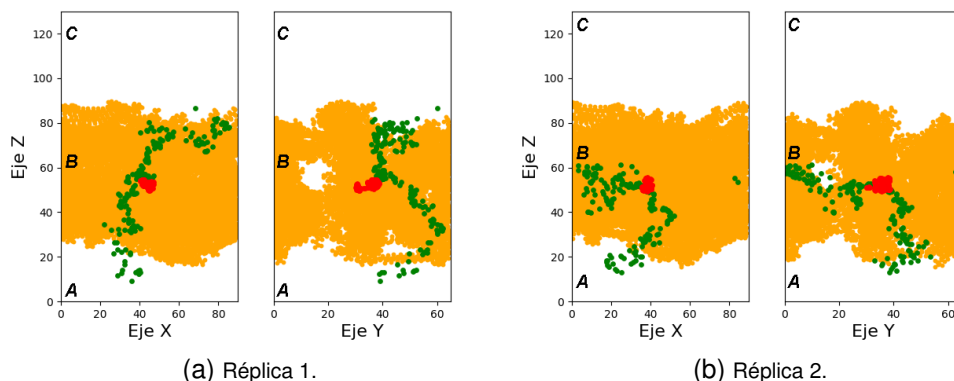 C C C C
120
100
80
Eje Z
B B B B
60
40
20
A A A A
0
0 20 40 60 80 0 20 40 60 0 20 40 60 80 0 20 40 60
Eje X Eje Y Eje X Eje Y
120
100
80
Eje Z
60
40
20
0
(a) Réplica 1. (b) Réplica 2.